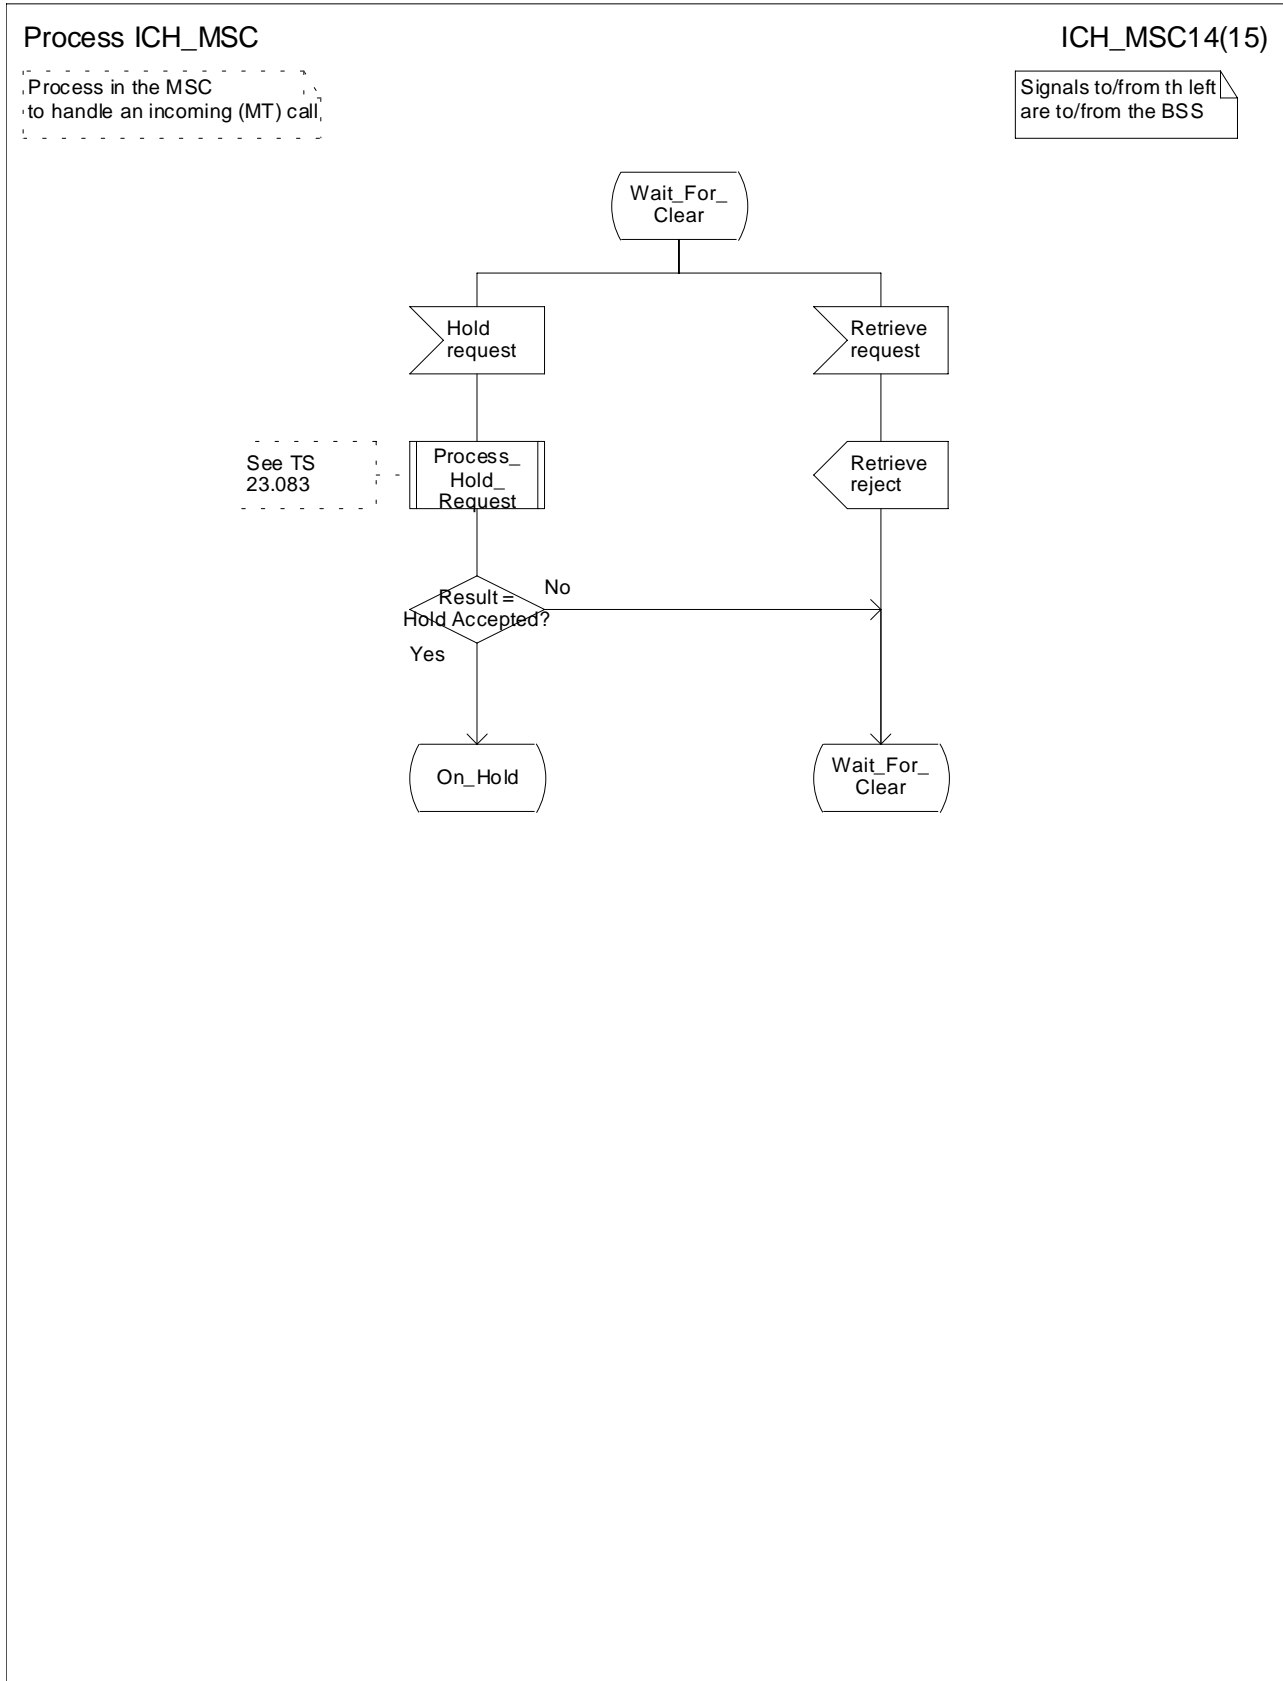 Process ICH_MSC
ICH_MSC14(15)
Process in the MSC
to handle an incoming (MT) call
Signals to/from th left
are to/from the BSS
Wait_For_
Clear
Hold
request
Retrieve
request
See TS
23.083
Process_
Hold_
Request
Retrieve
reject
Result =
Hold Accepted?
No
Yes
On_Hold
Wait_For_
Clear